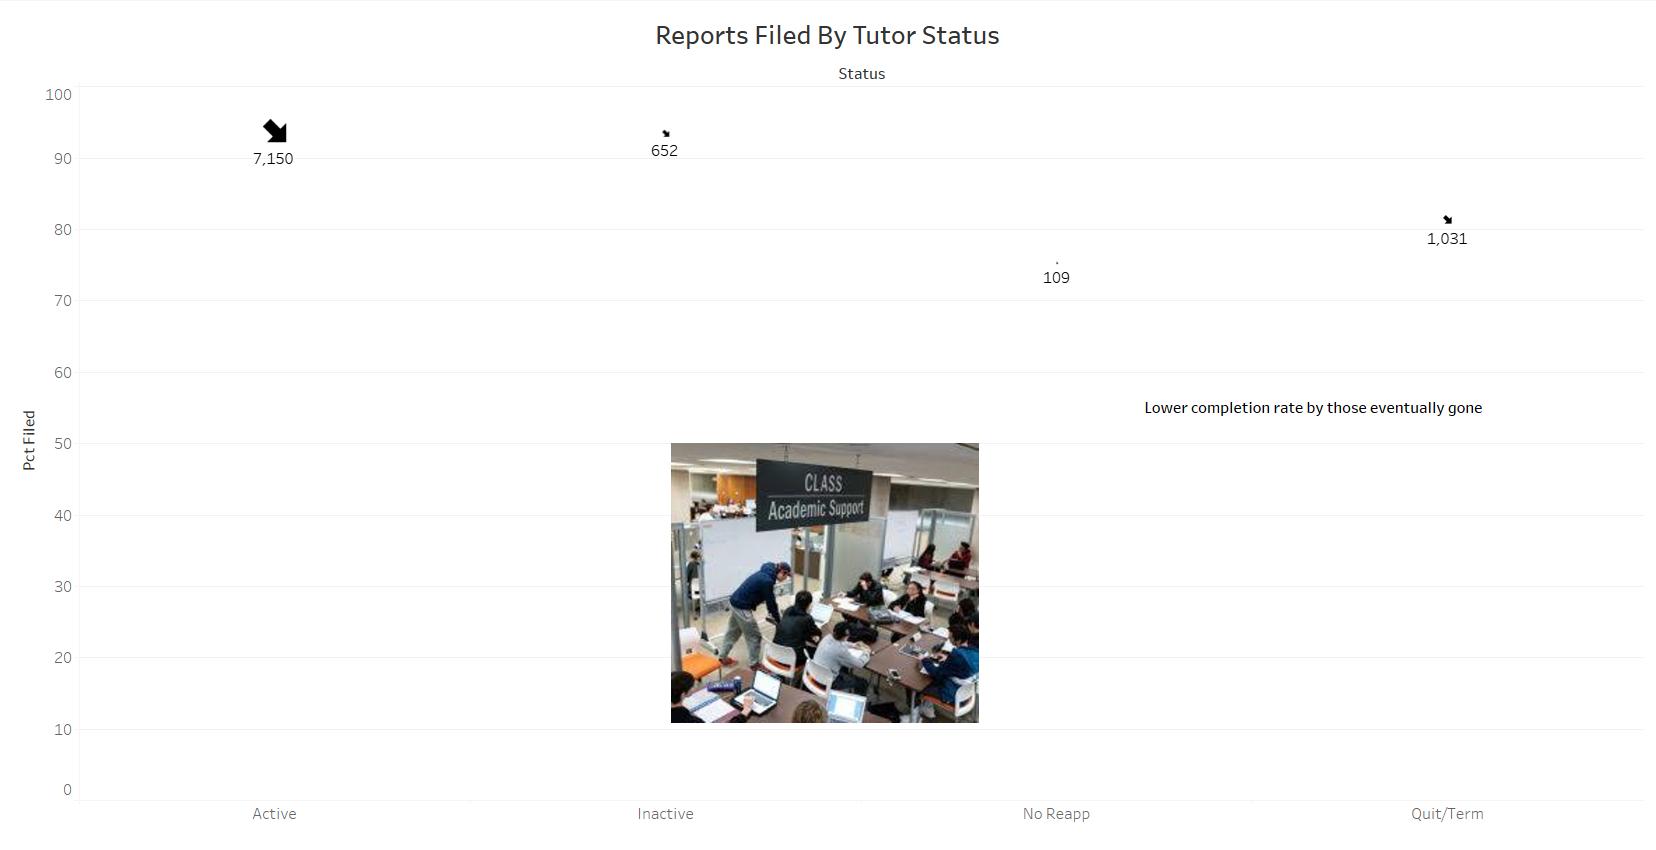 Reports Filed By Tutor Status
Status
100
90
80
70
60
50
40
30
20
10
0
Pct Filed
7,150
652
109
1,031
Lower completion rate by those eventually gone
CLASS
Academic Support
Active
Inactive
No Reapp
Quit/Term